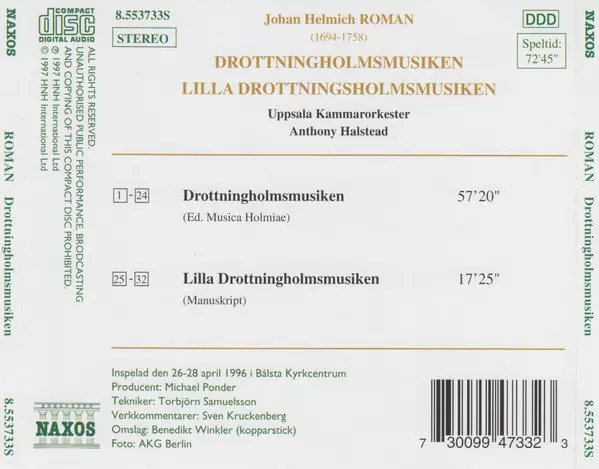 NAXOS
ROMAN Drottningholmsmusiken
8.553733S
COMPACT
disc
DIGITAL AUDIO
ALL RIGHTS RESERVED.
UNAUTHORISED PUBLIC PERFORMANCE, BRODCASTING
AND COPYING OF THIS COMPACT DISC PROHIBITED.
℗ 1997 HNH International Ltd
© 1997 HNH International Ltd
NAXOS
8.553733S
STEREO
Johan Helmich ROMAN
(1694-1758)
DROTTNINGHOLMSMUSIKEN
LILLA DROTTNINGSHOLMSMUSIKEN
Uppsala Kammarorkester
Anthony Halstead
DDD
Speltid:
72'45"
1 - 24 Drottningholmsmusiken 57'20"
(Ed. Musica Holmiae)
25 - 32 Lilla Drottningholmsmusiken 17'25"
(Manuskript)
Inspelad den 26-28 april 1996 i Bålsta Kyrkcentrum
Producent: Michael Ponder
Tekniker: Torbjörn Samuelsson
Verkkommentarer: Sven Kruckenberg
Omslag: Benedikt Winkler (kopparstick)
Foto: AKG Berlin
7 30099 47332 3
NAXOS
ROMAN Drottningholmsmusiken
8.553733S